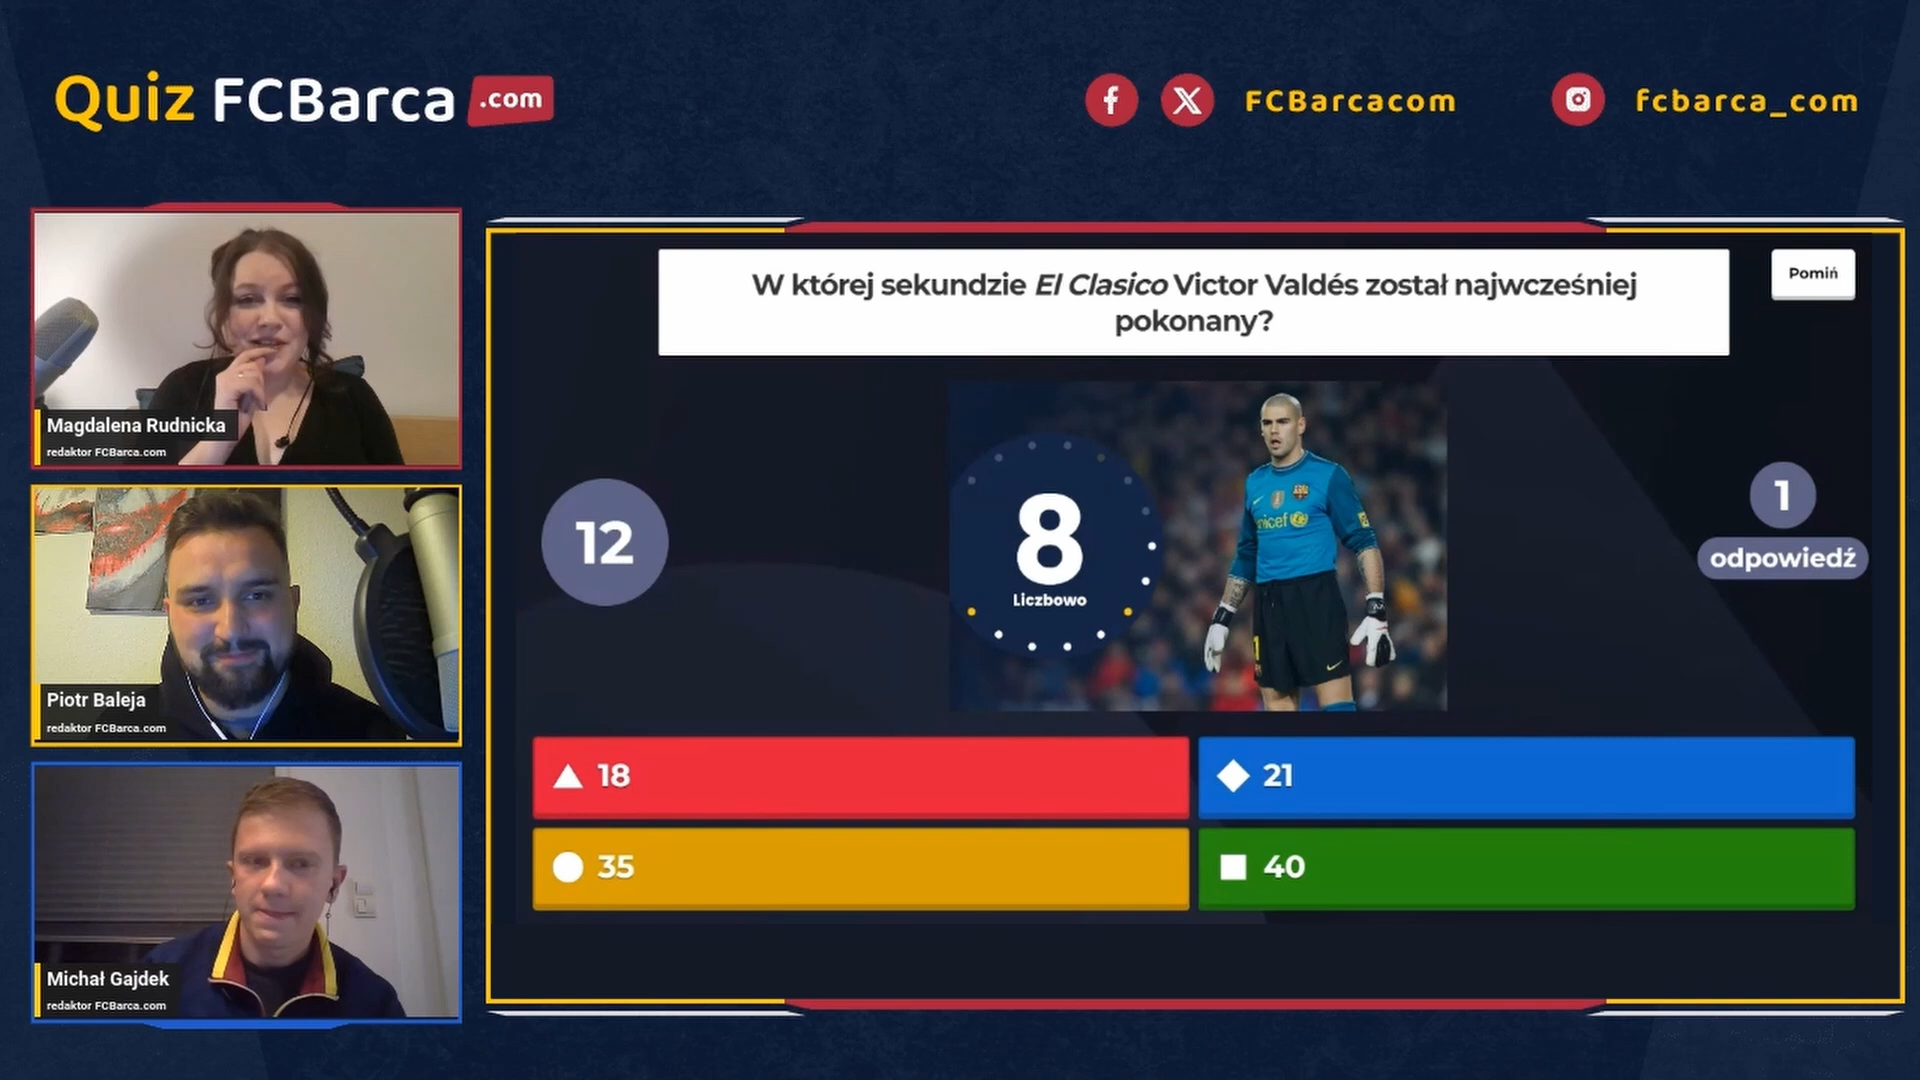 Quiz FCBarca .com
FCBarcacom
fcbarca_com
W której sekundzie El Clasico Victor Valdés został najwcześniej
pokonany?
Pomiń
Magdalena Rudnicka
redaktor FCBarca.com
Piotr Baleja
redaktor FCBarca.com
Michał Gajdek
redaktor FCBarca.com
12
8
Liczbowo
unicef
1
odpowiedź
18
21
35
40